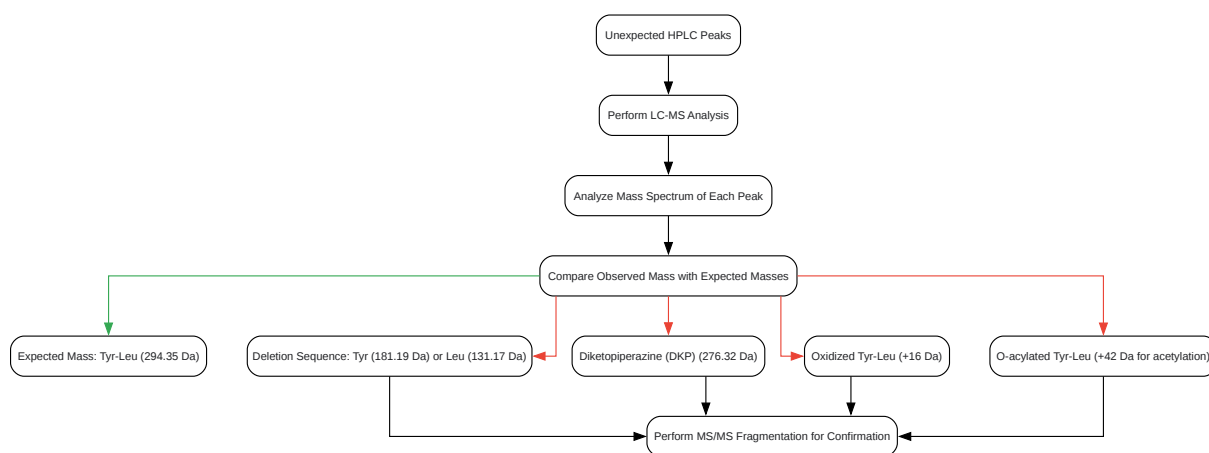 Unexpected HPLC Peaks
Perform LC-MS Analysis
Analyze Mass Spectrum of Each Peak
Compare Observed Mass with Expected Masses
Expected Mass: Tyr-Leu (294.35 Da)
Deletion Sequence: Tyr (181.19 Da) or Leu (131.17 Da)
Diketopiperazine (DKP) (276.32 Da)
Oxidized Tyr-Leu (+16 Da)
O-acylated Tyr-Leu (+42 Da for acetylation)
Perform MS/MS Fragmentation for Confirmation